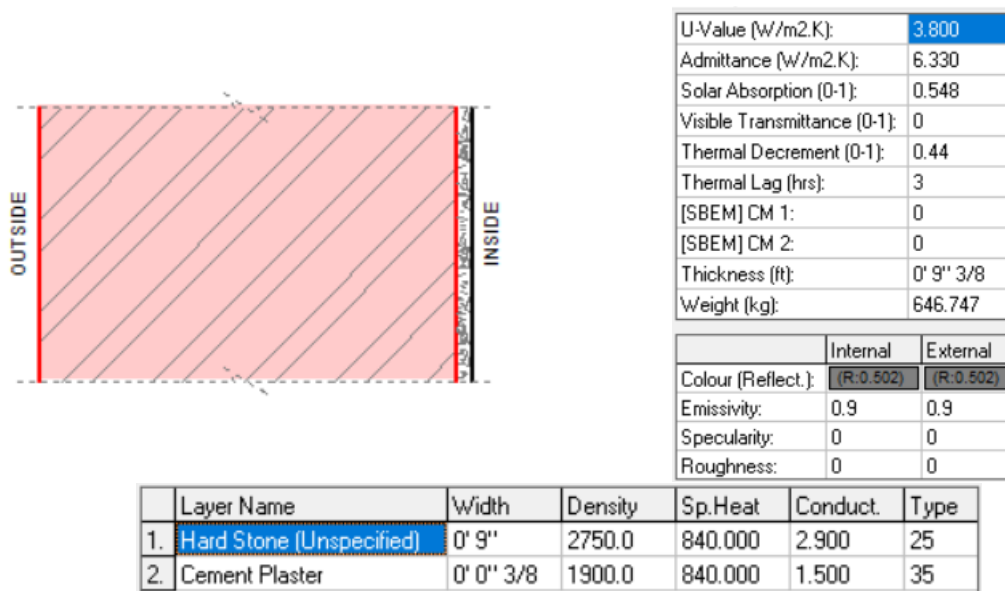 OUTSIDE
INSIDE
U-Value (W/m2.K): 3.800
Admittance (W/m2.K): 6.330
Solar Absorption (0-1): 0.548
Visible Transmittance (0-1): 0
Thermal Decrement (0-1): 0.44
Thermal Lag (hrs): 3
[SBEM] CM 1: 0
[SBEM] CM 2: 0
Thickness (ft): 0' 9" 3/8
Weight (kg): 646.747
Internal External
Colour (Reflect.): (R:0.502) (R:0.502)
Emissivity: 0.9 0.9
Specularity: 0 0
Roughness: 0 0
Layer Name Width Density Sp.Heat Conduct. Type
1. Hard Stone (Unspecified) 0' 9" 2750.0 840.000 2.900 25
2. Cement Plaster 0' 0" 3/8 1900.0 840.000 1.500 35